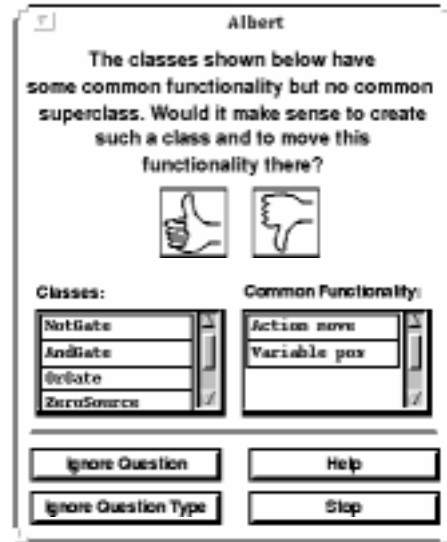 Albert
The classes shown below have
some common functionality but no common
superclass. Would it make sense to create
such a class and to move this
functionality there?
Classes:
NotGate
AndGate
OrGate
ZeroSource
Common Functionality:
Action move
Variable pos
Ignore Question
Help
Ignore Question Type
Stop